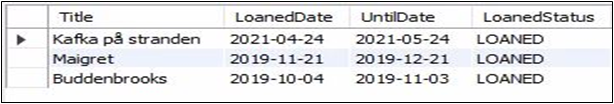 Title LoanedDate UntilDate LoanedStatus
Kafka på stranden 2021-04-24 2021-05-24 LOANED
Maigret 2019-11-21 2019-12-21 LOANED
Buddenbrooks 2019-10-04 2019-11-03 LOANED